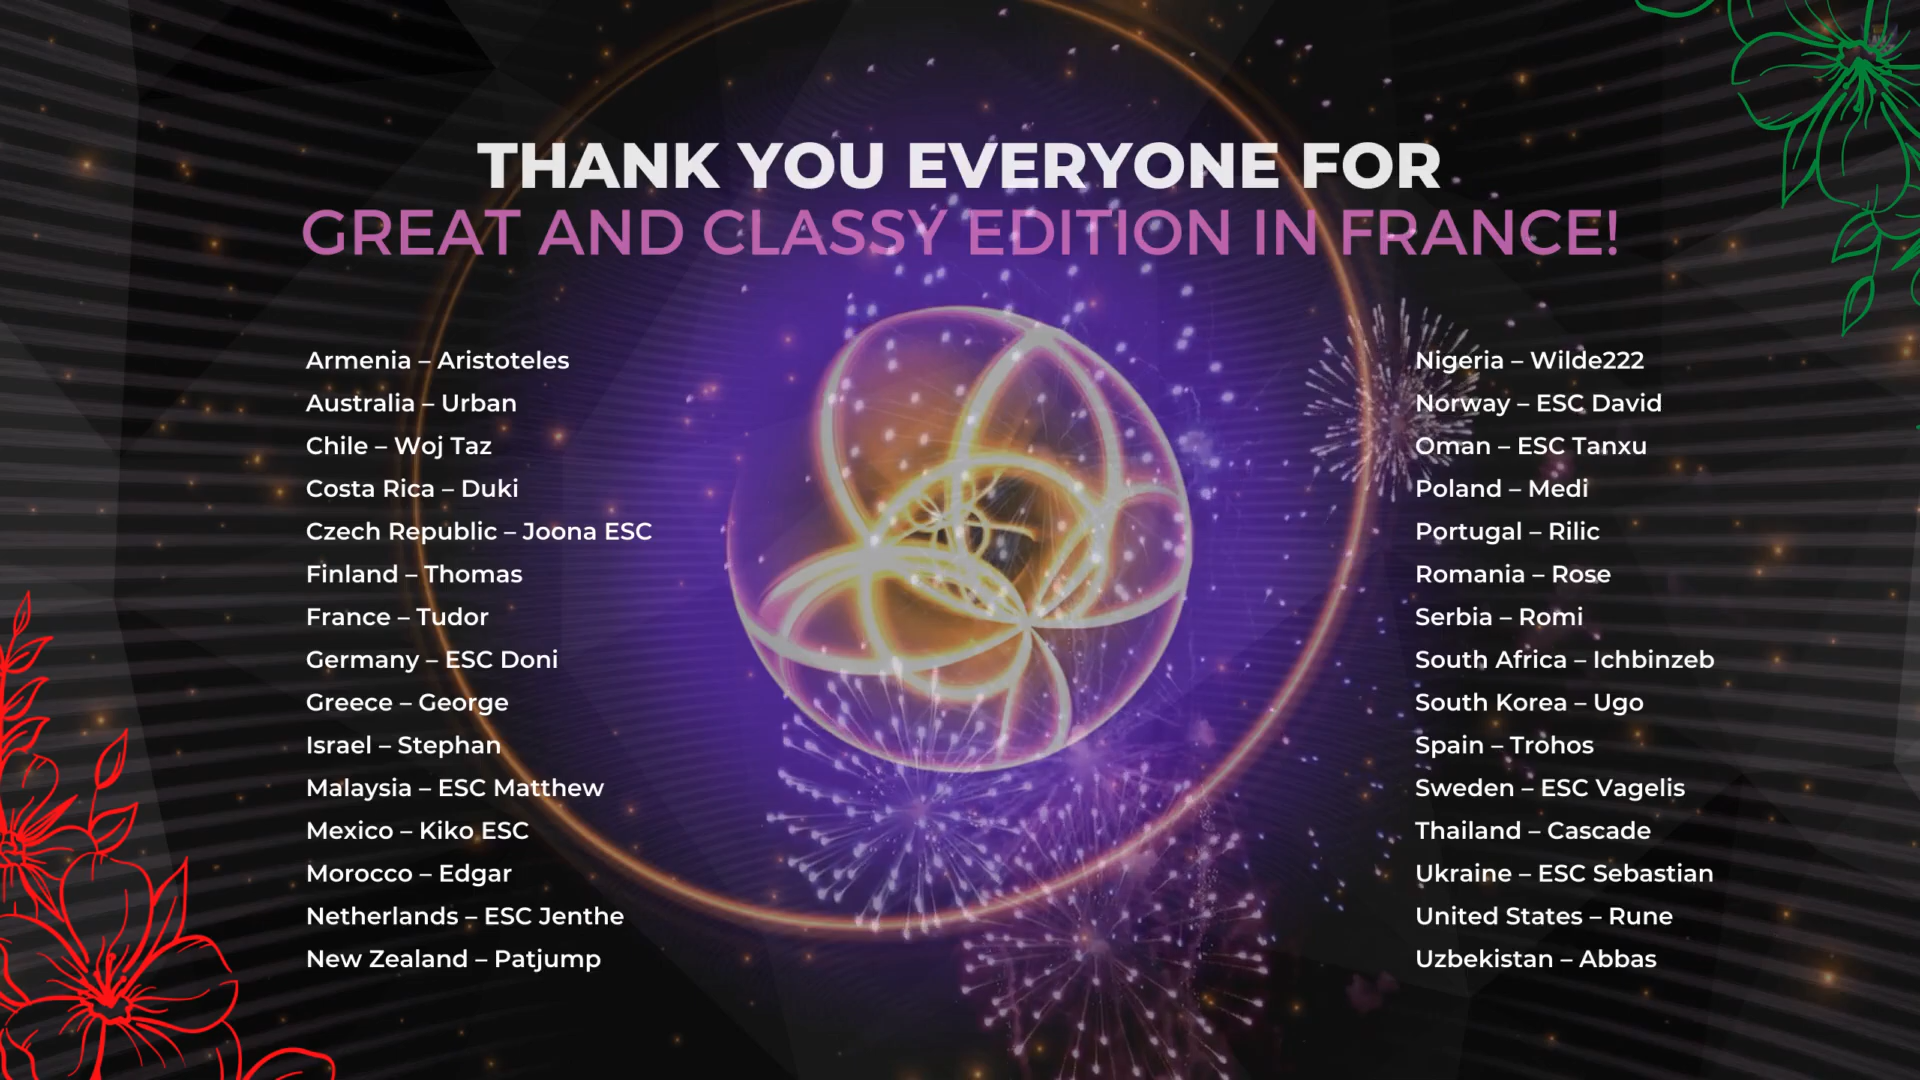 THANK YOU EVERYONE FOR
GREAT AND CLASSY EDITION IN FRANCE!
Armenia – Aristoteles
Australia – Urban
Chile – Woj Taz
Costa Rica – Duki
Czech Republic – Joona ESC
Finland – Thomas
France – Tudor
Germany – ESC Doni
Greece – George
Israel – Stephan
Malaysia – ESC Matthew
Mexico – Kiko ESC
Morocco – Edgar
Netherlands – ESC Jenthe
New Zealand – Patjump
Nigeria – Wilde222
Norway – ESC David
Oman – ESC Tanxu
Poland – Medi
Portugal – Rilic
Romania – Rose
Serbia – Romi
South Africa – Ichbinzeb
South Korea – Ugo
Spain – Trohos
Sweden – ESC Vagelis
Thailand – Cascade
Ukraine – ESC Sebastian
United States – Rune
Uzbekistan – Abbas